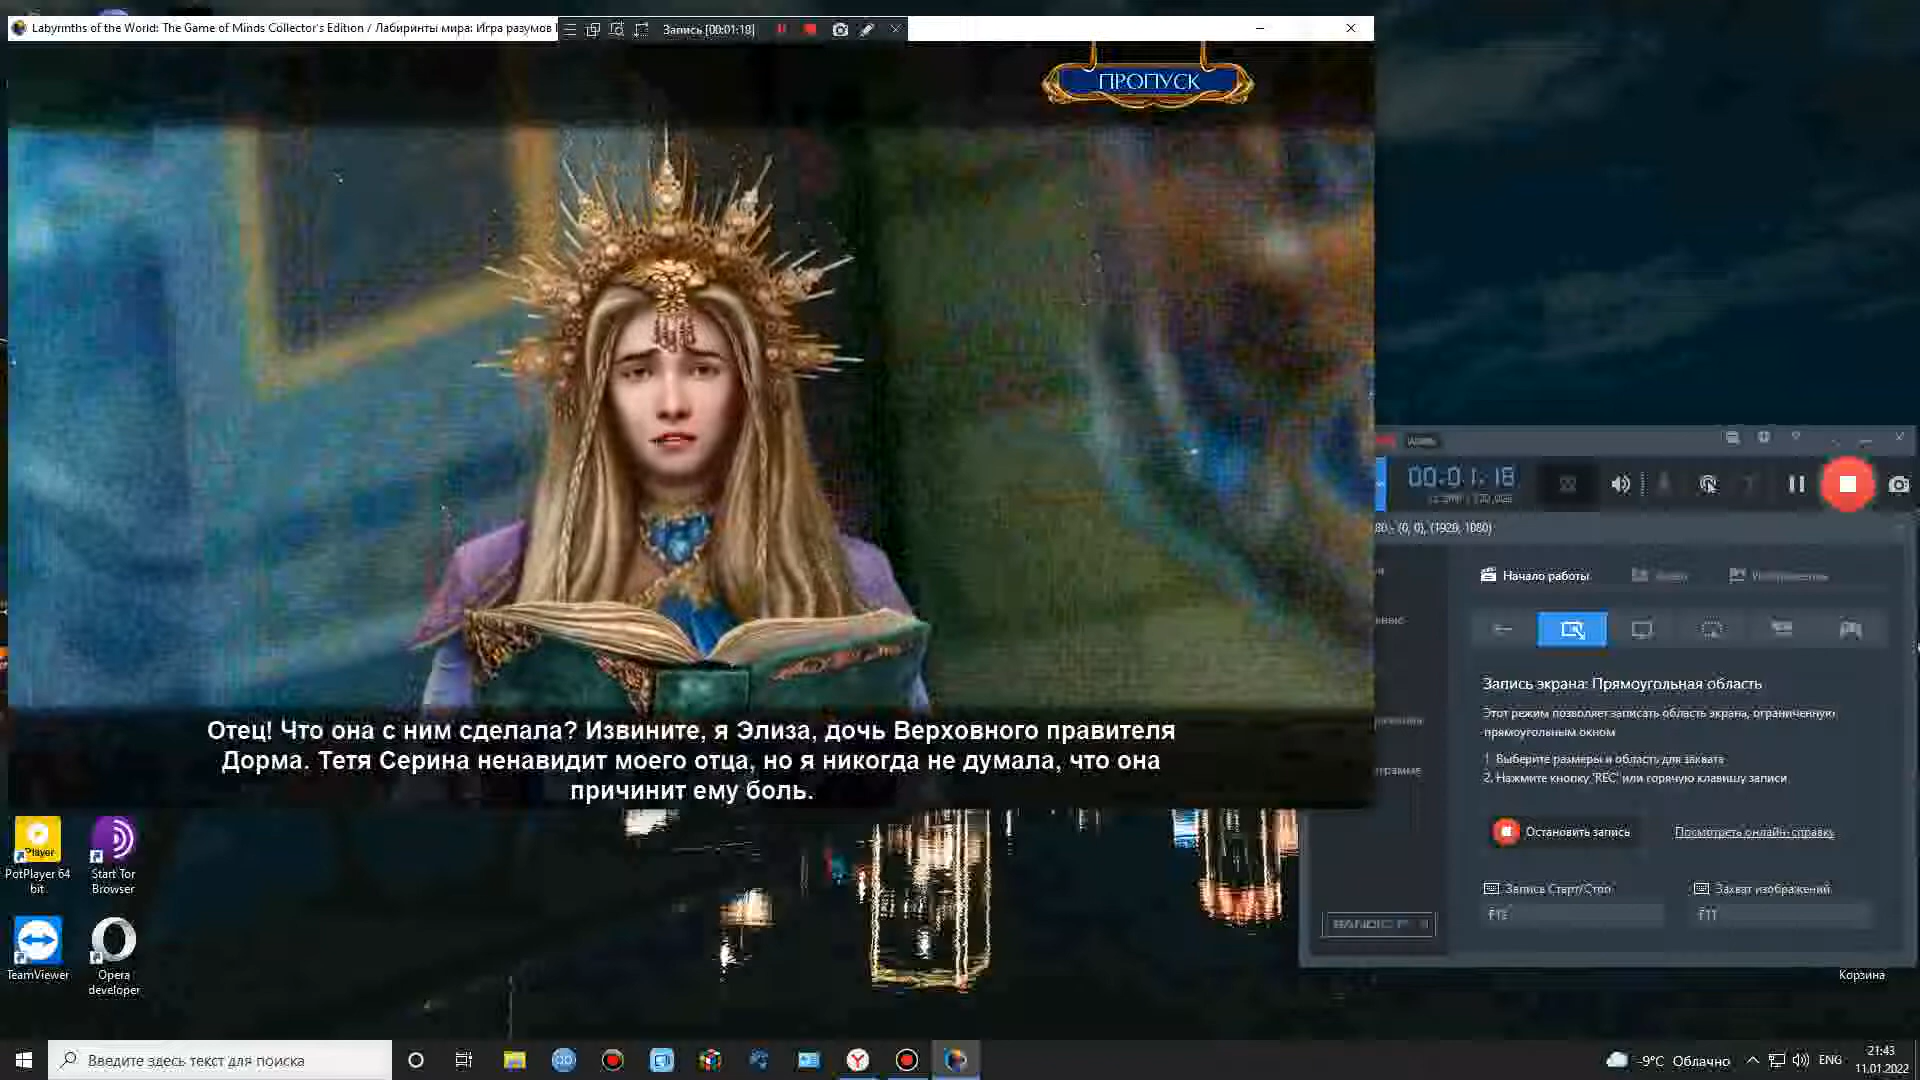 Labyrinths of the World: The Game of Minds Collector's Edition / Лабиринты мира: Игра разумов
Запись [00:01:18]
ПРОПУСК
00:01:18
(0, 0), (1920, 1080)
Начало работы
Запись экрана: Прямоугольная область
Этот режим позволяет записать область экрана, ограниченную
прямоугольным окном
1. Выберите размеры и область для захвата
2. Нажмите кнопку 'REC' или горячую клавишу записи
Остановить запись
Посмотреть онлайн-справку
Запись Старт/Стоп
Захват изображений
F12
F11
Отец! Что она с ним сделала? Извините, я Элиза, дочь Верховного правителя
Дорма. Тетя Серина ненавидит моего отца, но я никогда не думала, что она
причинит ему боль.
Player
PotPlayer 64
bit
Start Tor
Browser
TeamViewer
Opera
developer
Корзина
Введите здесь текст для поиска
-9°C Облачно
ENG
21:43
11.01.2022